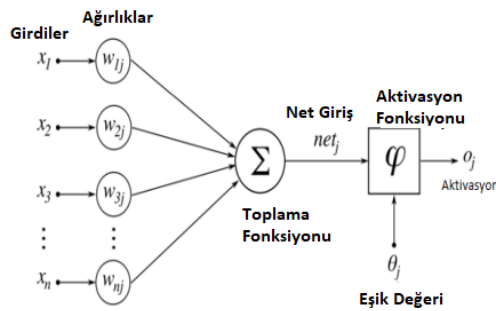 Girdiler
Ağırlıklar
x1
w1j
x2
w2j
x3
w3j
⋮
⋮
xn
wnj
Σ
Toplama
Fonksiyonu
Net Giriş
netj
Aktivasyon
Fonksiyonu
φ
oj
Aktivasyon
θj
Eşik Değeri